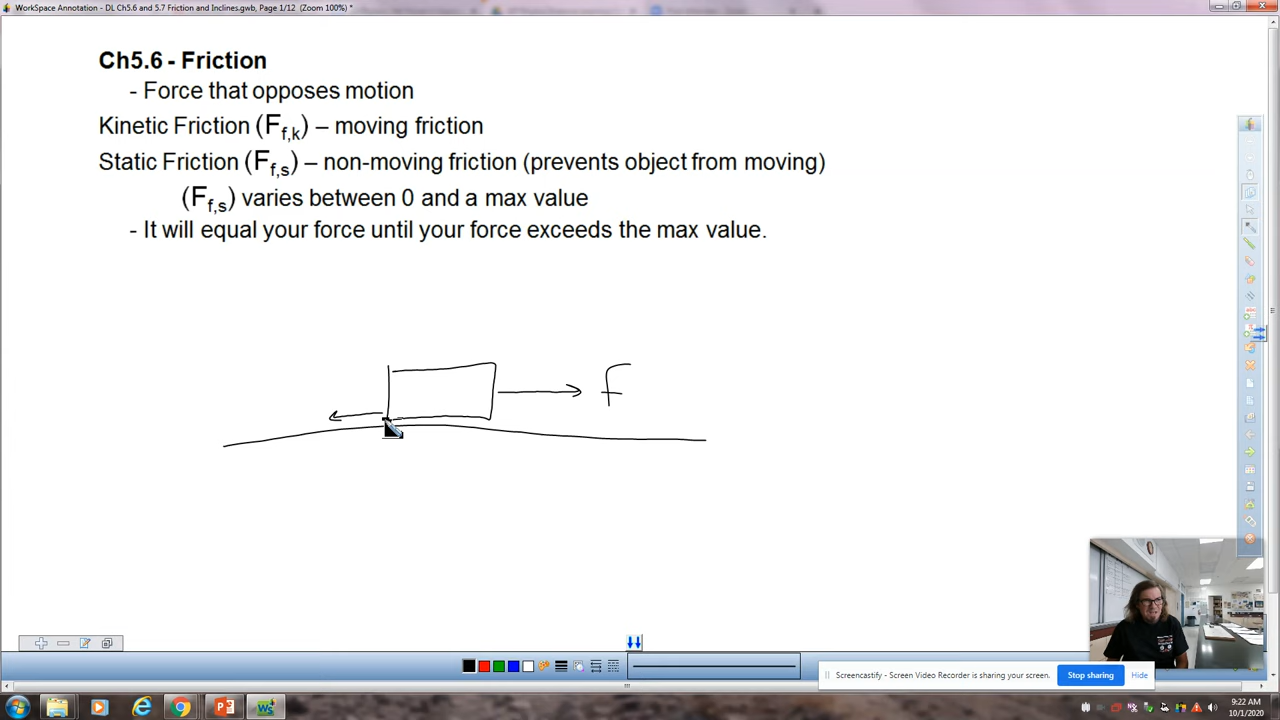 WorkSpace Annotation - DL Ch5.6 and 5.7 Friction and Inclines.gwb, Page 1/12 (Zoom 100%) *
Ch5.6 - Friction
- Force that opposes motion
Kinetic Friction (Ff,k) – moving friction
Static Friction (Ff,s) – non-moving friction (prevents object from moving)
(Ff,s) varies between 0 and a max value
- It will equal your force until your force exceeds the max value.
F
Screencastify - Screen Video Recorder is sharing your screen.
Stop sharing
Hide
9:22 AM
10/1/2020